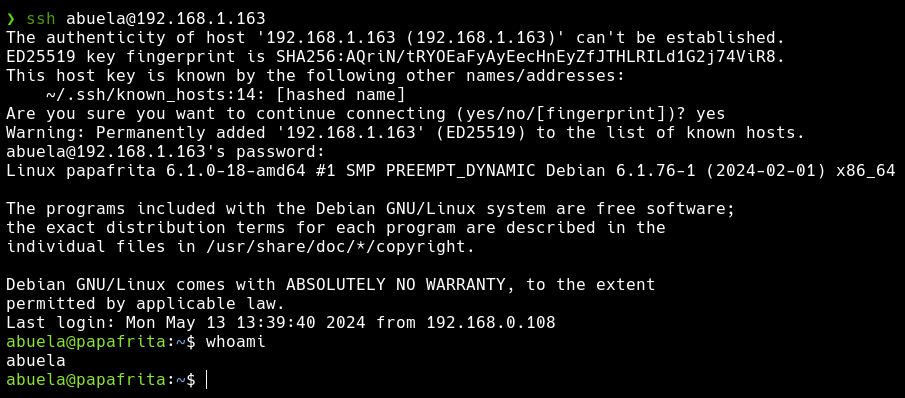 ❯ ssh abuela@192.168.1.163
The authenticity of host '192.168.1.163 (192.168.1.163)' can't be established.
ED25519 key fingerprint is SHA256:AQriN/tRYOEaFyAyEecHnEyZfJTHLRILd1G2j74ViR8.
This host key is known by the following other names/addresses:
    ~/.ssh/known_hosts:14: [hashed name]
Are you sure you want to continue connecting (yes/no/[fingerprint])? yes
Warning: Permanently added '192.168.1.163' (ED25519) to the list of known hosts.
abuela@192.168.1.163's password:
Linux papafrita 6.1.0-18-amd64 #1 SMP PREEMPT_DYNAMIC Debian 6.1.76-1 (2024-02-01) x86_64
The programs included with the Debian GNU/Linux system are free software;
the exact distribution terms for each program are described in the
individual files in /usr/share/doc/*/copyright.
Debian GNU/Linux comes with ABSOLUTELY NO WARRANTY, to the extent
permitted by applicable law.
Last login: Mon May 13 13:39:40 2024 from 192.168.0.108
abuela@papafrita:~$ whoami
abuela
abuela@papafrita:~$